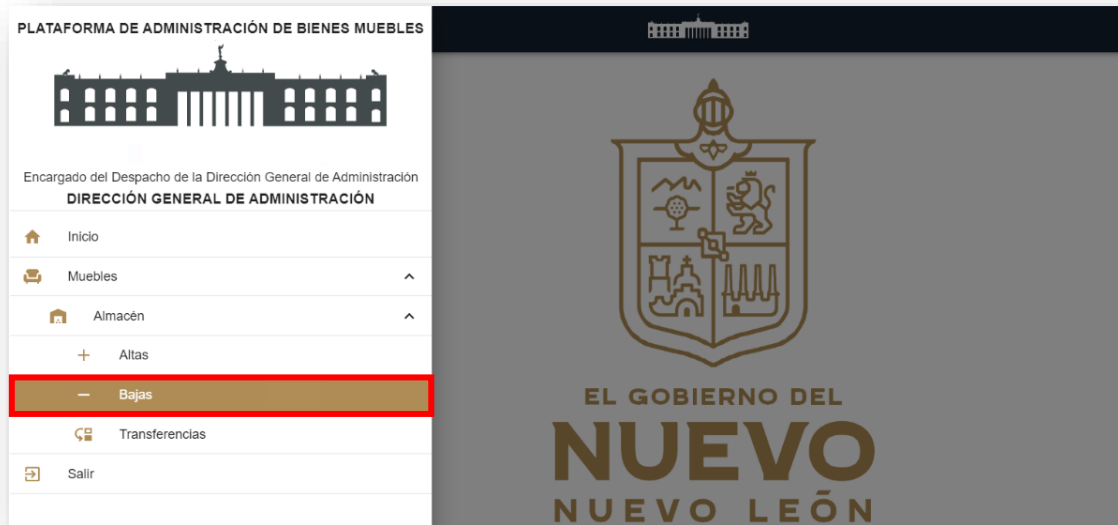 PLATAFORMA DE ADMINISTRACIÓN DE BIENES MUEBLES
Encargado del Despacho de la Dirección General de Administración
DIRECCIÓN GENERAL DE ADMINISTRACIÓN
Inicio
Muebles
Almacén
Altas
Bajas
Transferencias
Salir
EL GOBIERNO DEL
NUEVO
NUEVO LEÓN